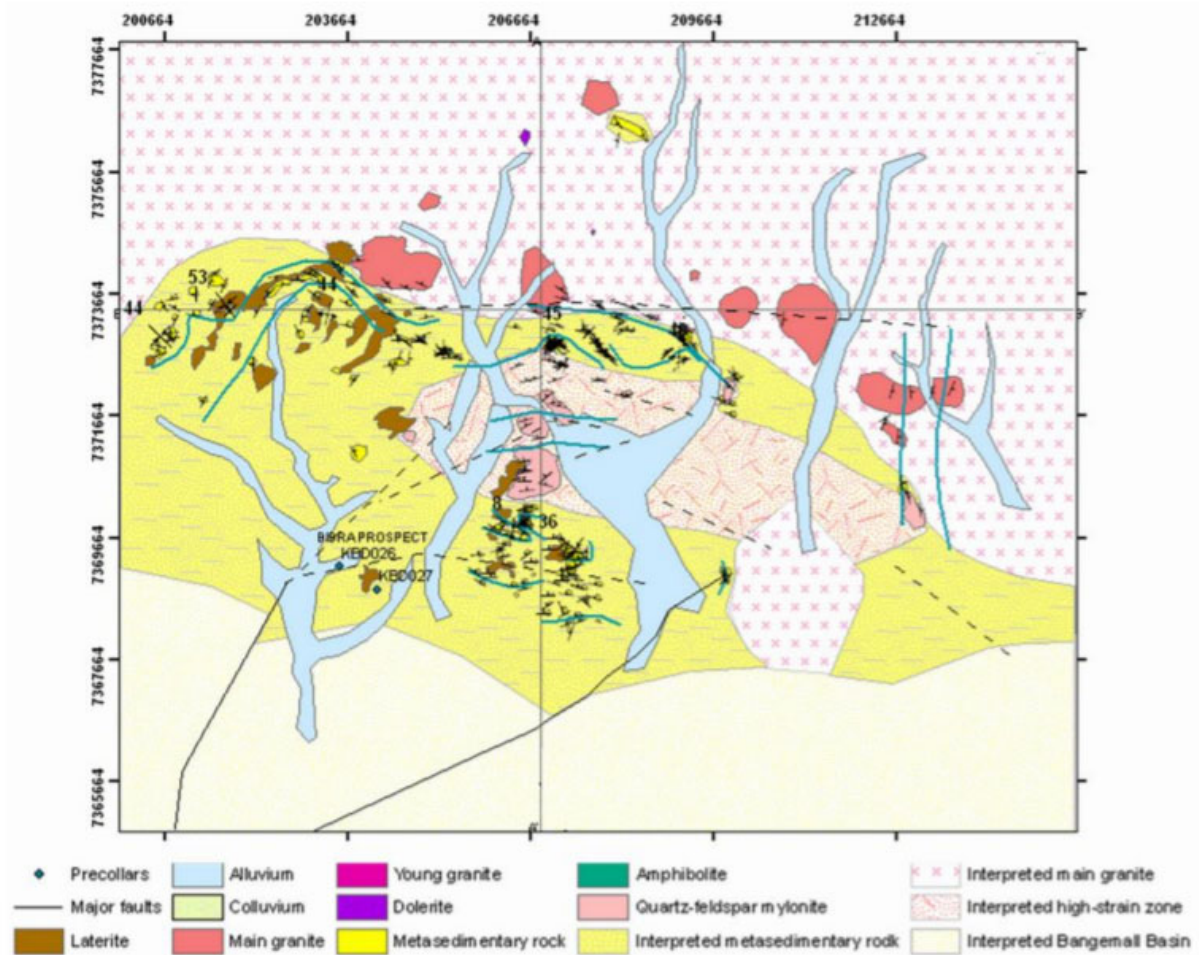 200664 203664 206664 209664 212664
7377664
7375664
7373664
7371664
7369664
7367664
7365664
53
44
44
45
8
36
PROSPECT
KBD026
KBD027
Precollars Alluvium Young granite Amphibolite Interpreted main granite
Major faults Colluvium Dolerite Quartz-feldspar mylonite Interpreted high-strain zone
Laterite Main granite Metasedimentary rock Interpreted metasedimentary rodk Interpreted Bangemall Basin